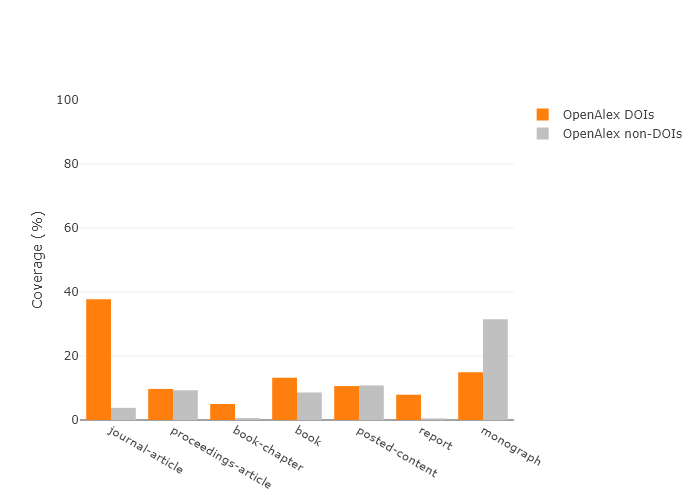 100
80
60
40
20
0
Coverage (%)
journal-article
proceedings-article
book-chapter
book
posted-content
report
monograph
OpenAlex DOIs
OpenAlex non-DOIs